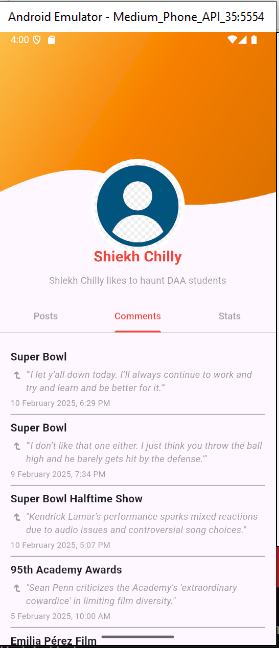 Android Emulator - Medium_Phone_API_35:5554
4:00
Shiekh Chilly
Shiekh Chilly likes to haunt DAA students
Posts Comments Stats
Super Bowl
"I let y'all down today. I'll always continue to work and
try and learn and be better for it."
10 February 2025, 6:29 PM
Super Bowl
"I don't like that one either. I just think you throw the ball
high and he barely gets hit by the defense."
9 February 2025, 7:34 PM
Super Bowl Halftime Show
"Kendrick Lamar's performance sparks mixed reactions
due to audio issues and controversial song choices."
10 February 2025, 5:07 PM
95th Academy Awards
"Sean Penn criticizes the Academy's 'extraordinary
cowardice' in limiting film diversity."
5 February 2025, 10:00 AM
Emilia Pérez Film